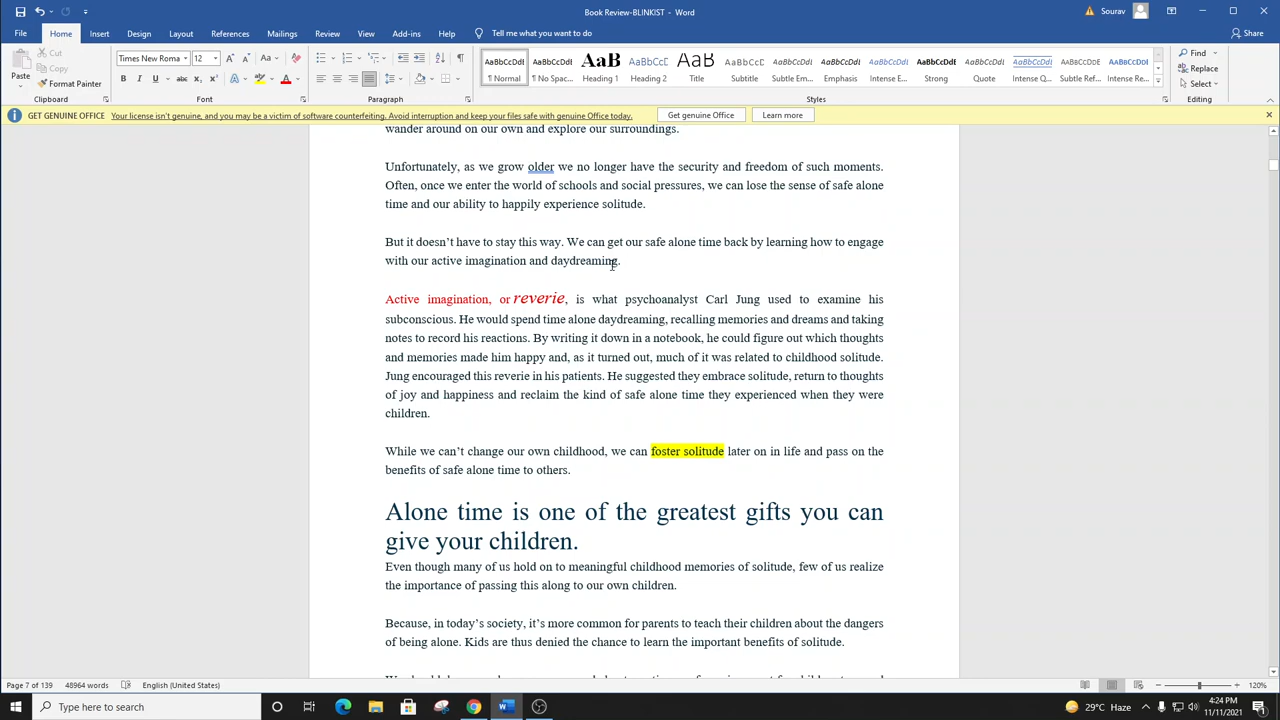 Book Review-BLINKIST - Word
Sourav
File Home Insert Design Layout References Mailmgs Review View Add-ins Help Tell me what you want to do
Cut
Copy
Paste
Format Painter
Clipboard
Times New Roma 12
Font
Paragraph
AaBbCcDdE AaBbCcDdE AaB AaBbCcE AaB AaBbCcD AaBbCcDdI AaBbCcDdI AaBbCcDdI AaBbCcDdE AaBbCcDdI AaBbCcDdI AaBbCcDdI AaBbCcDdE
¶ Normal ¶ No Spac... Heading 1 Heading 2 Title Subtitle Subtle Em... Emphasis Intense E... Strong Quote Intense Q... Subtle Ref... Intense Re...
Styles
Find
Replace
Select
Editing
GET GENUINE OFFICE Your license isn't genuine, and you may be a victim of software counterfeiting. Avoid interruption and keep your files safe with genuine Office today. Get genuine Office Learn more
wander around on our own and explore our surroundings.
Unfortunately, as we grow older we no longer have the security and freedom of such moments.
Often, once we enter the world of schools and social pressures, we can lose the sense of safe alone
time and our ability to happily experience solitude.
But it doesn’t have to stay this way. We can get our safe alone time back by learning how to engage
with our active imagination and daydreaming.
Active imagination, or reverie, is what psychoanalyst Carl Jung used to examine his
subconscious. He would spend time alone daydreaming, recalling memories and dreams and taking
notes to record his reactions. By writing it down in a notebook, he could figure out which thoughts
and memories made him happy and, as it turned out, much of it was related to childhood solitude.
Jung encouraged this reverie in his patients. He suggested they embrace solitude, return to thoughts
of joy and happiness and reclaim the kind of safe alone time they experienced when they were
children.
While we can’t change our own childhood, we can foster solitude later on in life and pass on the
benefits of safe alone time to others.
Alone time is one of the greatest gifts you can
give your children.
Even though many of us hold on to meaningful childhood memories of solitude, few of us realize
the importance of passing this along to our own children.
Because, in today’s society, it’s more common for parents to teach their children about the dangers
of being alone. Kids are thus denied the chance to learn the important benefits of solitude.
Page 7 of 139 48964 words English (United States) 120%
Type here to search
29°C Haze
4:24 PM
11/11/2021